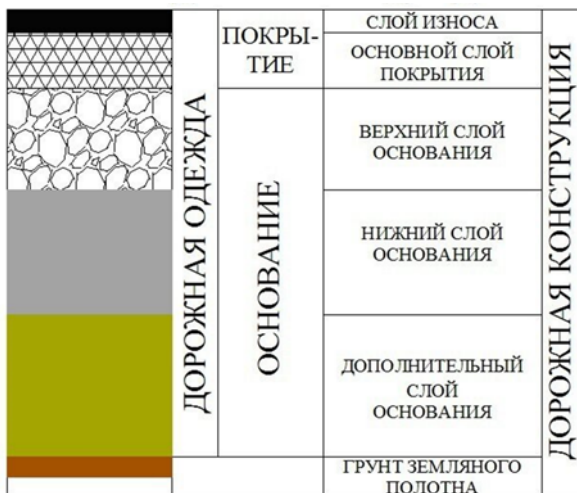 ДОРОЖНАЯ ОДЕЖДА
ПОКРЫ-
ТИЕ
ОСНОВАНИЕ
СЛОЙ ИЗНОСА
ОСНОВНОЙ СЛОЙ
ПОКРЫТИЯ
ВЕРХНИЙ СЛОЙ
ОСНОВАНИЯ
НИЖНИЙ СЛОЙ
ОСНОВАНИЯ
ДОПОЛНИТЕЛЬНЫЙ
СЛОЙ
ОСНОВАНИЯ
ГРУНТ ЗЕМЛЯНОГО
ПОЛОТНА
ДОРОЖНАЯ КОНСТРУКЦИЯ